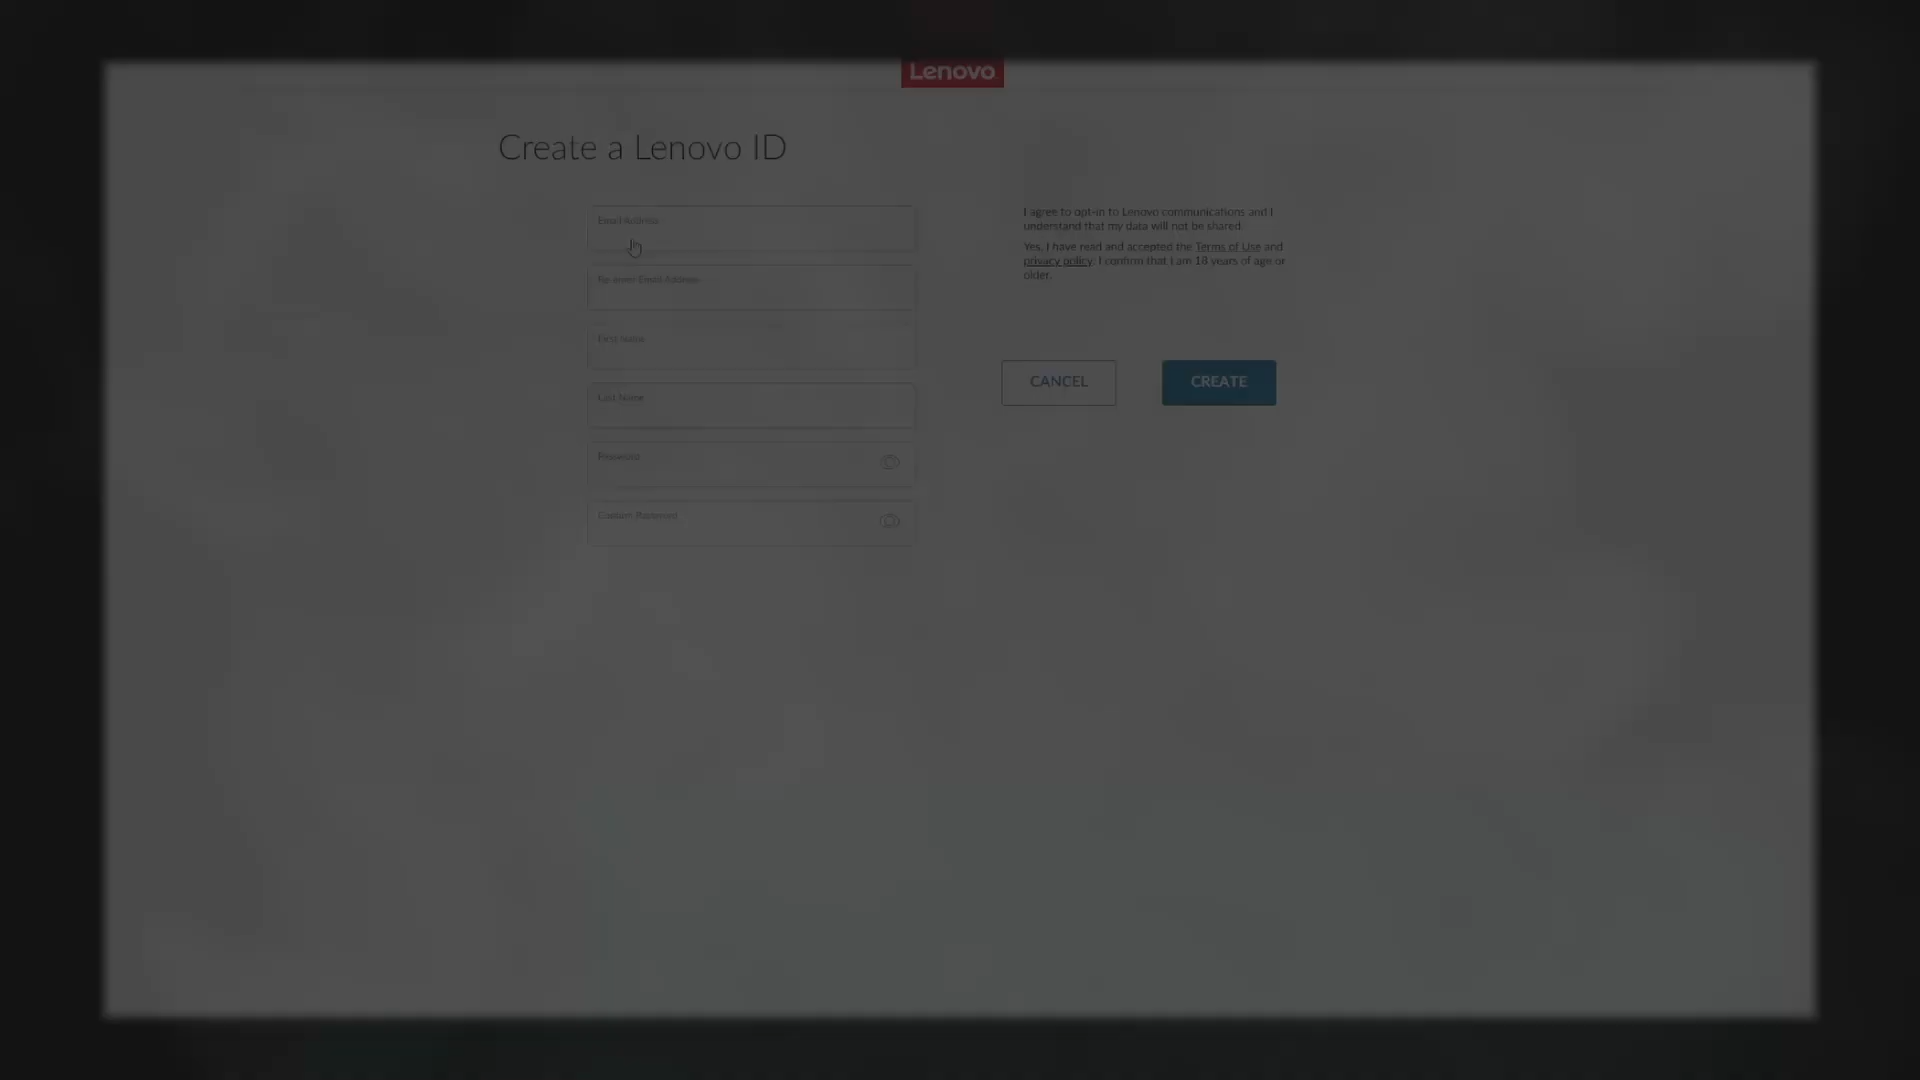 Lenovo
Create a Lenovo ID
Email Address
Re-enter Email Address
First Name
Last Name
Password
Confirm Password
I agree to opt-in to Lenovo communications and I
understand that my data will not be shared.
Yes, I have read and accepted the Terms of Use and
privacy policy. I confirm that I am 18 years of age or
older.
CANCEL
CREATE